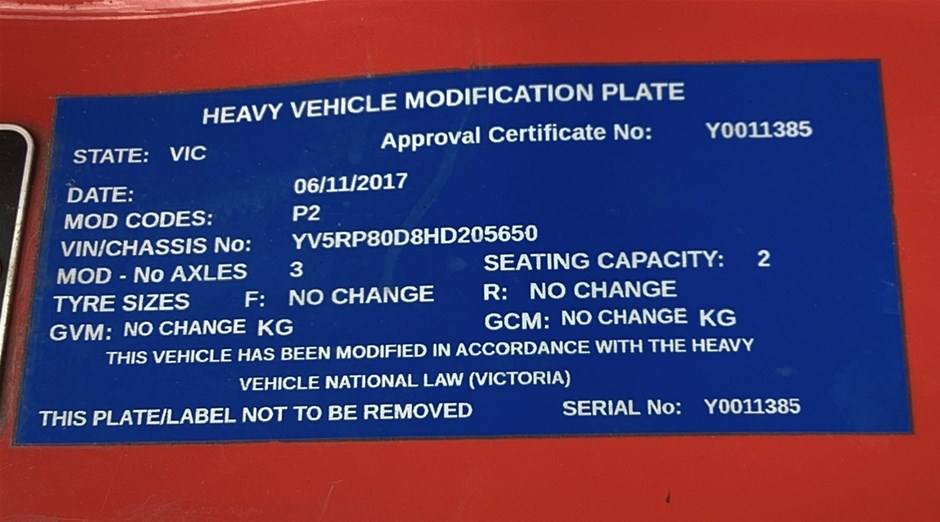 HEAVY VEHICLE MODIFICATION PLATE
STATE: VIC Approval Certificate No: Y0011385
DATE: 06/11/2017
MOD CODES: P2
VIN/CHASSIS No: YV5RP80D8HD205650
MOD - No AXLES 3 SEATING CAPACITY: 2
TYRE SIZES F: NO CHANGE R: NO CHANGE
GVM: NO CHANGE KG GCM: NO CHANGE KG
THIS VEHICLE HAS BEEN MODIFIED IN ACCORDANCE WITH THE HEAVY
VEHICLE NATIONAL LAW (VICTORIA)
THIS PLATE/LABEL NOT TO BE REMOVED SERIAL No: Y0011385